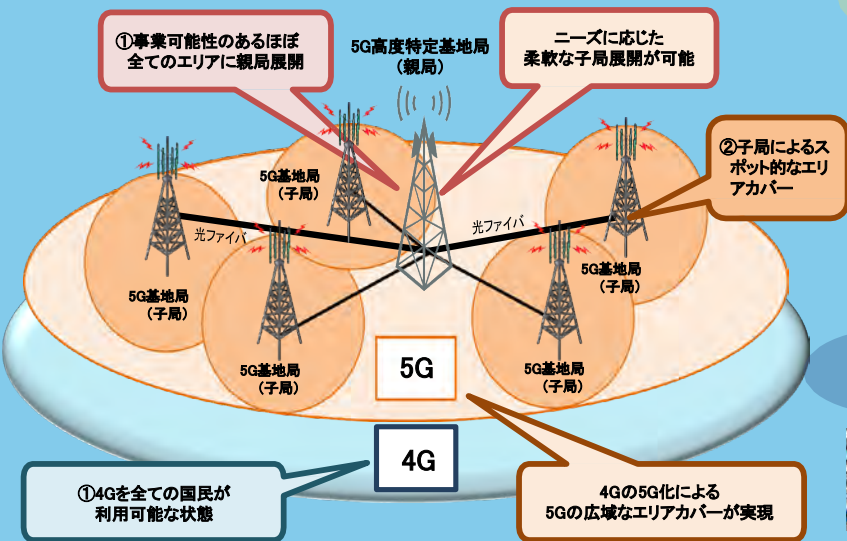 ①事業可能性のあるほぼ
全てのエリアに親局展開
5G高度特定基地局
(親局)
ニーズに応じた
柔軟な子局展開が可能
②子局によるス
ポット的なエリ
アカバー
5G基地局
(子局)
光ファイバ
光ファイバ
5G基地局
(子局)
5G基地局
(子局)
5G基地局
(子局)
5G基地局
(子局)
5G
4G
①4Gを全ての国民が
利用可能な状態
4Gの5G化による
5Gの広域なエリアカバーが実現